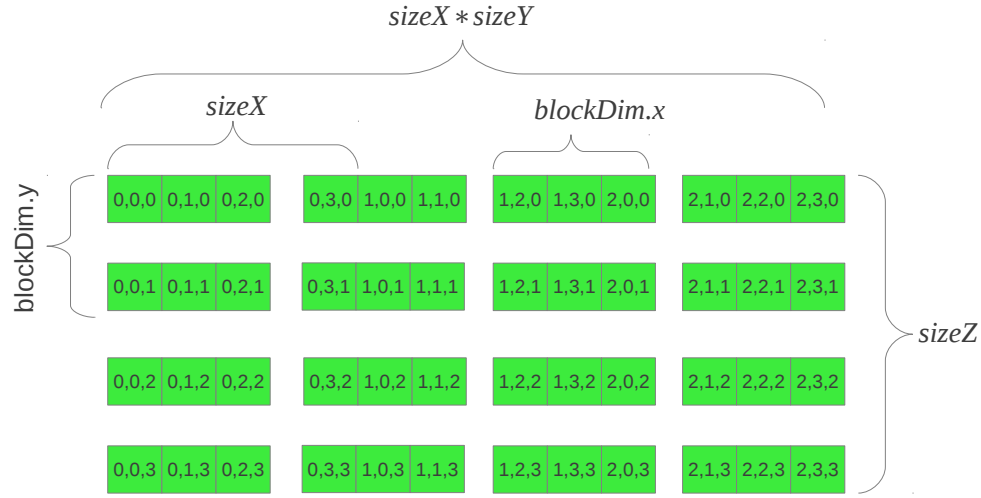 sizeX∗sizeY
sizeX
blockDim.x
blockDim.y
0,0,0 0,1,0 0,2,0 0,3,0 1,0,0 1,1,0 1,2,0 1,3,0 2,0,0 2,1,0 2,2,0 2,3,0
0,0,1 0,1,1 0,2,1 0,3,1 1,0,1 1,1,1 1,2,1 1,3,1 2,0,1 2,1,1 2,2,1 2,3,1
sizeZ
0,0,2 0,1,2 0,2,2 0,3,2 1,0,2 1,1,2 1,2,2 1,3,2 2,0,2 2,1,2 2,2,2 2,3,2
0,0,3 0,1,3 0,2,3 0,3,3 1,0,3 1,1,3 1,2,3 1,3,3 2,0,3 2,1,3 2,2,3 2,3,3